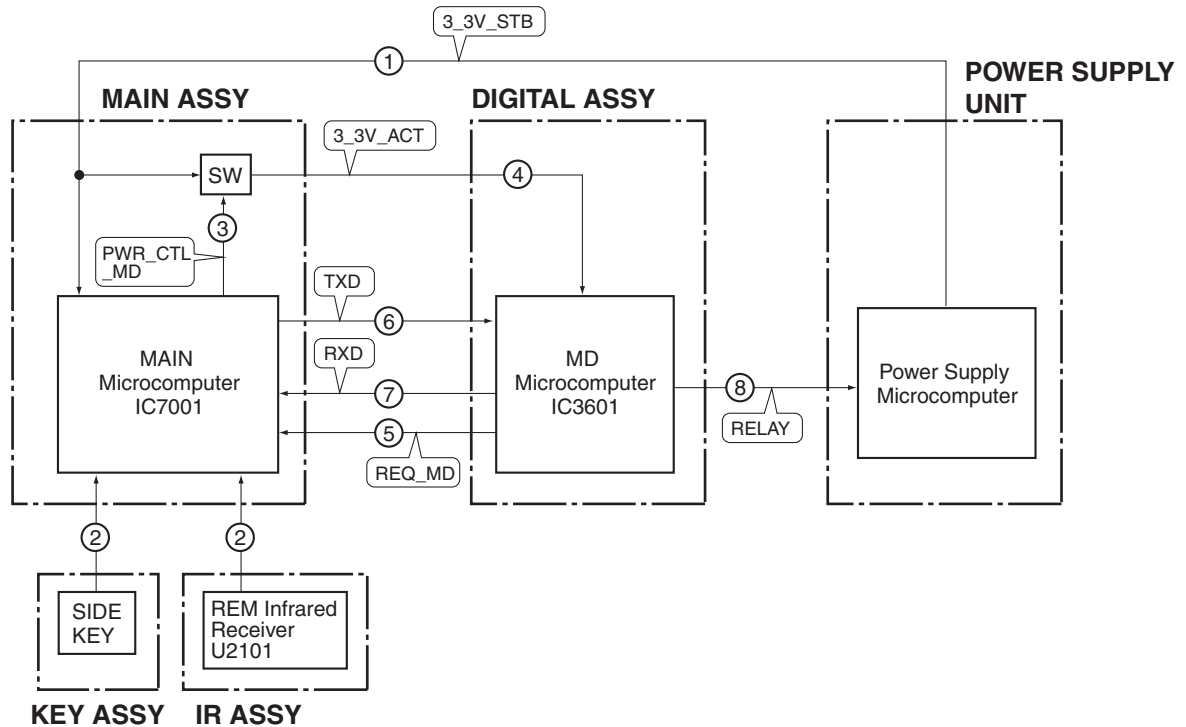 3_3V_STB
1
POWER SUPPLY
UNIT
MAIN ASSY
DIGITAL ASSY
3_3V_ACT
SW
4
3
PWR_CTL
_MD
TXD
6
MAIN
Microcomputer
IC7001
RXD
7
MD
Microcomputer
IC3601
8
Power Supply
Microcomputer
RELAY
5
REQ_MD
2
2
SIDE
KEY
REM Infrared
Receiver
U2101
KEY ASSY
IR ASSY